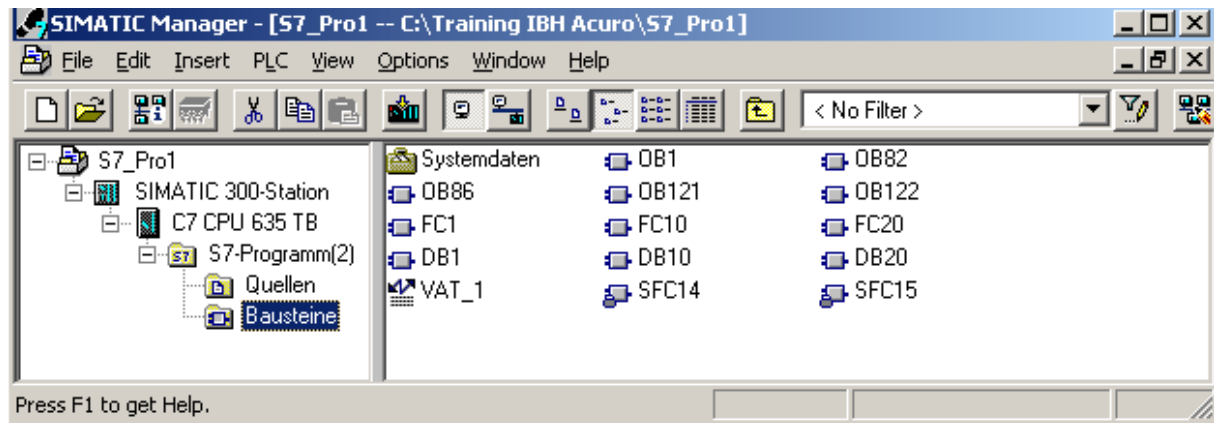 SIMATIC Manager - [S7_Pro1 -- C:\Training IBH Acuro\S7_Pro1]
File Edit Insert PLC View Options Window Help
< No Filter >
S7_Pro1
SIMATIC 300-Station
C7 CPU 635 TB
S7-Programm(2)
Quellen
Bausteine
Systemdaten OB1 OB82
OB86 OB121 OB122
FC1 FC10 FC20
DB1 DB10 DB20
VAT_1 SFC14 SFC15
Press F1 to get Help.